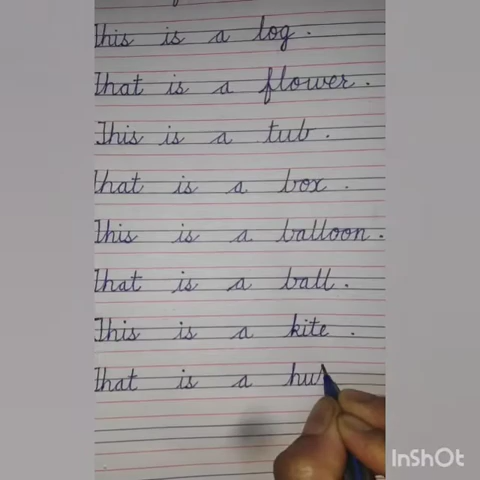 This is a log.
That is a flower.
This is a tub.
that is a box.
This is a balloon.
That is a ball.
This is a kite.
that is a hu
InShOt